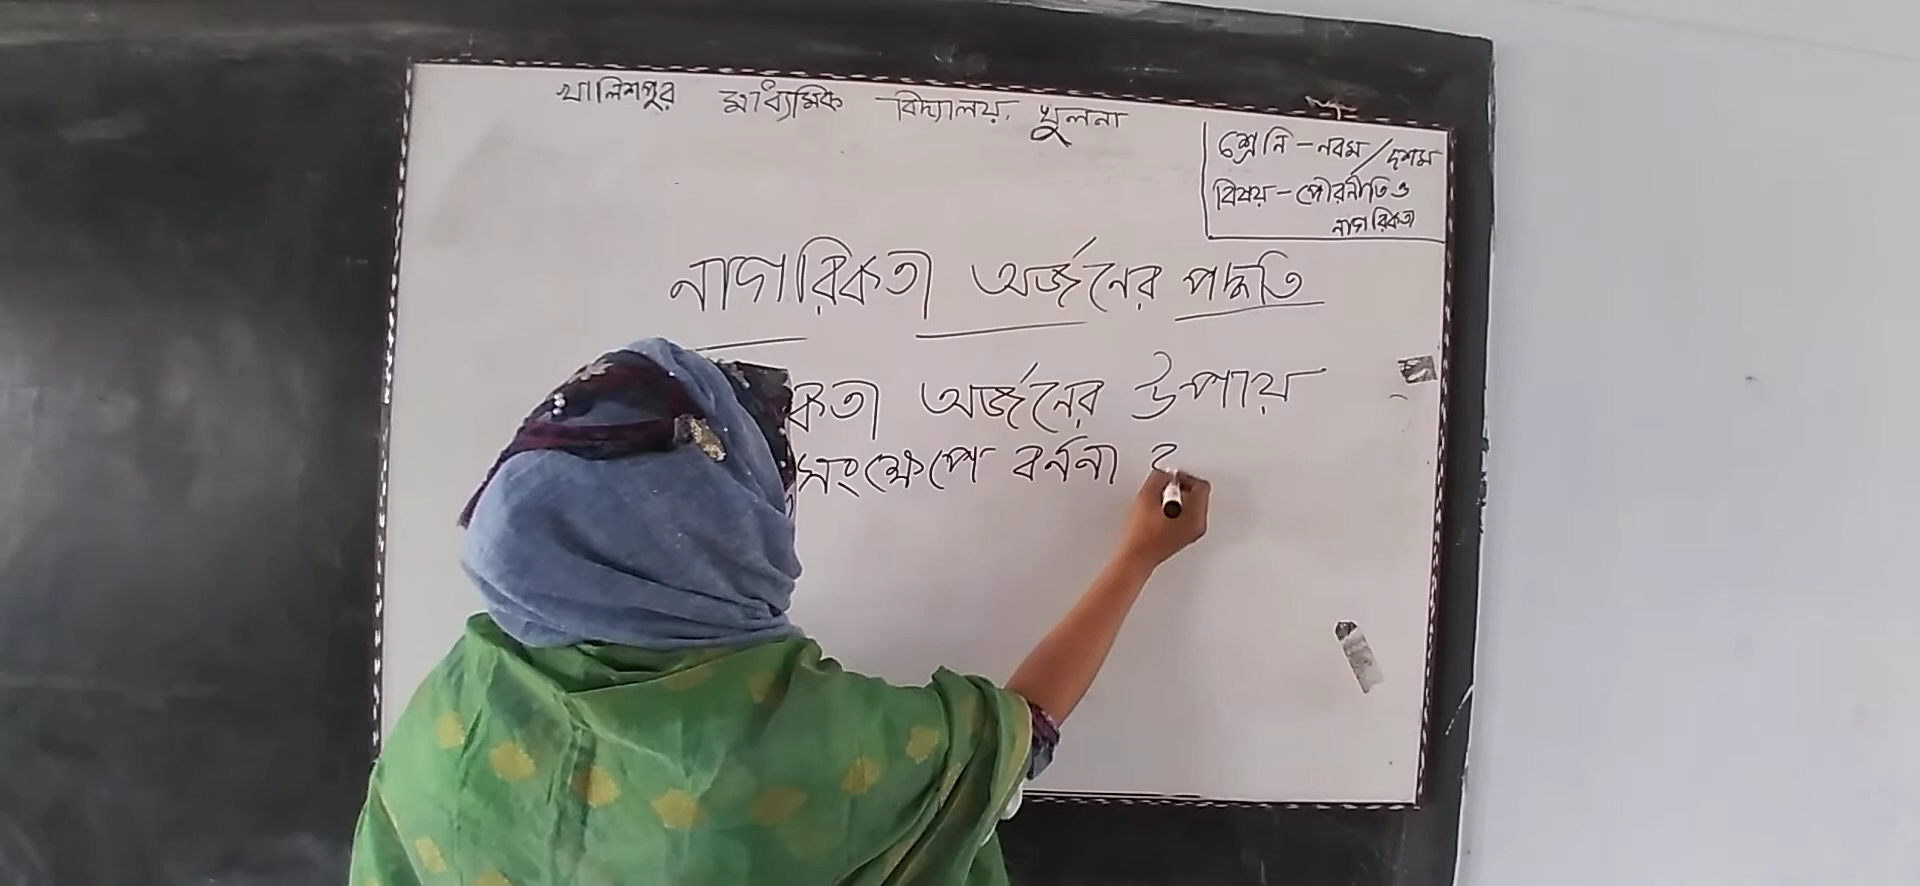 খালিশপুর মাধ্যমিক বিদ্যালয়, খুলনা
শ্রেনি - নবম / দশম
বিষয় - পৌরনীতি ও
নাগরিকতা
নাগরিকতা অর্জনের পদ্ধতি
কতা অর্জনের উপায়
সংক্ষেপে বর্ননা